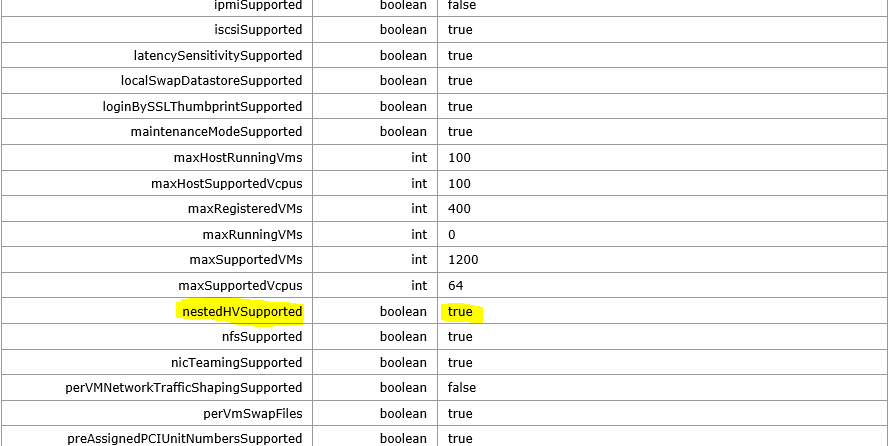 ipmiSupported boolean false
iscsiSupported boolean true
latencySensitivitySupported boolean true
localSwapDatastoreSupported boolean true
loginBySSLThumbprintSupported boolean true
maintenanceModeSupported boolean true
maxHostRunningVms int 100
maxHostSupportedVcpus int 100
maxRegisteredVMs int 400
maxRunningVMs int 0
maxSupportedVMs int 1200
maxSupportedVcpus int 64
nestedHVSupported boolean true
nfsSupported boolean true
nicTeamingSupported boolean true
perVMNetworkTrafficShapingSupported boolean false
perVmSwapFiles boolean true
preAssignedPCIUnitNumbersSupported boolean true